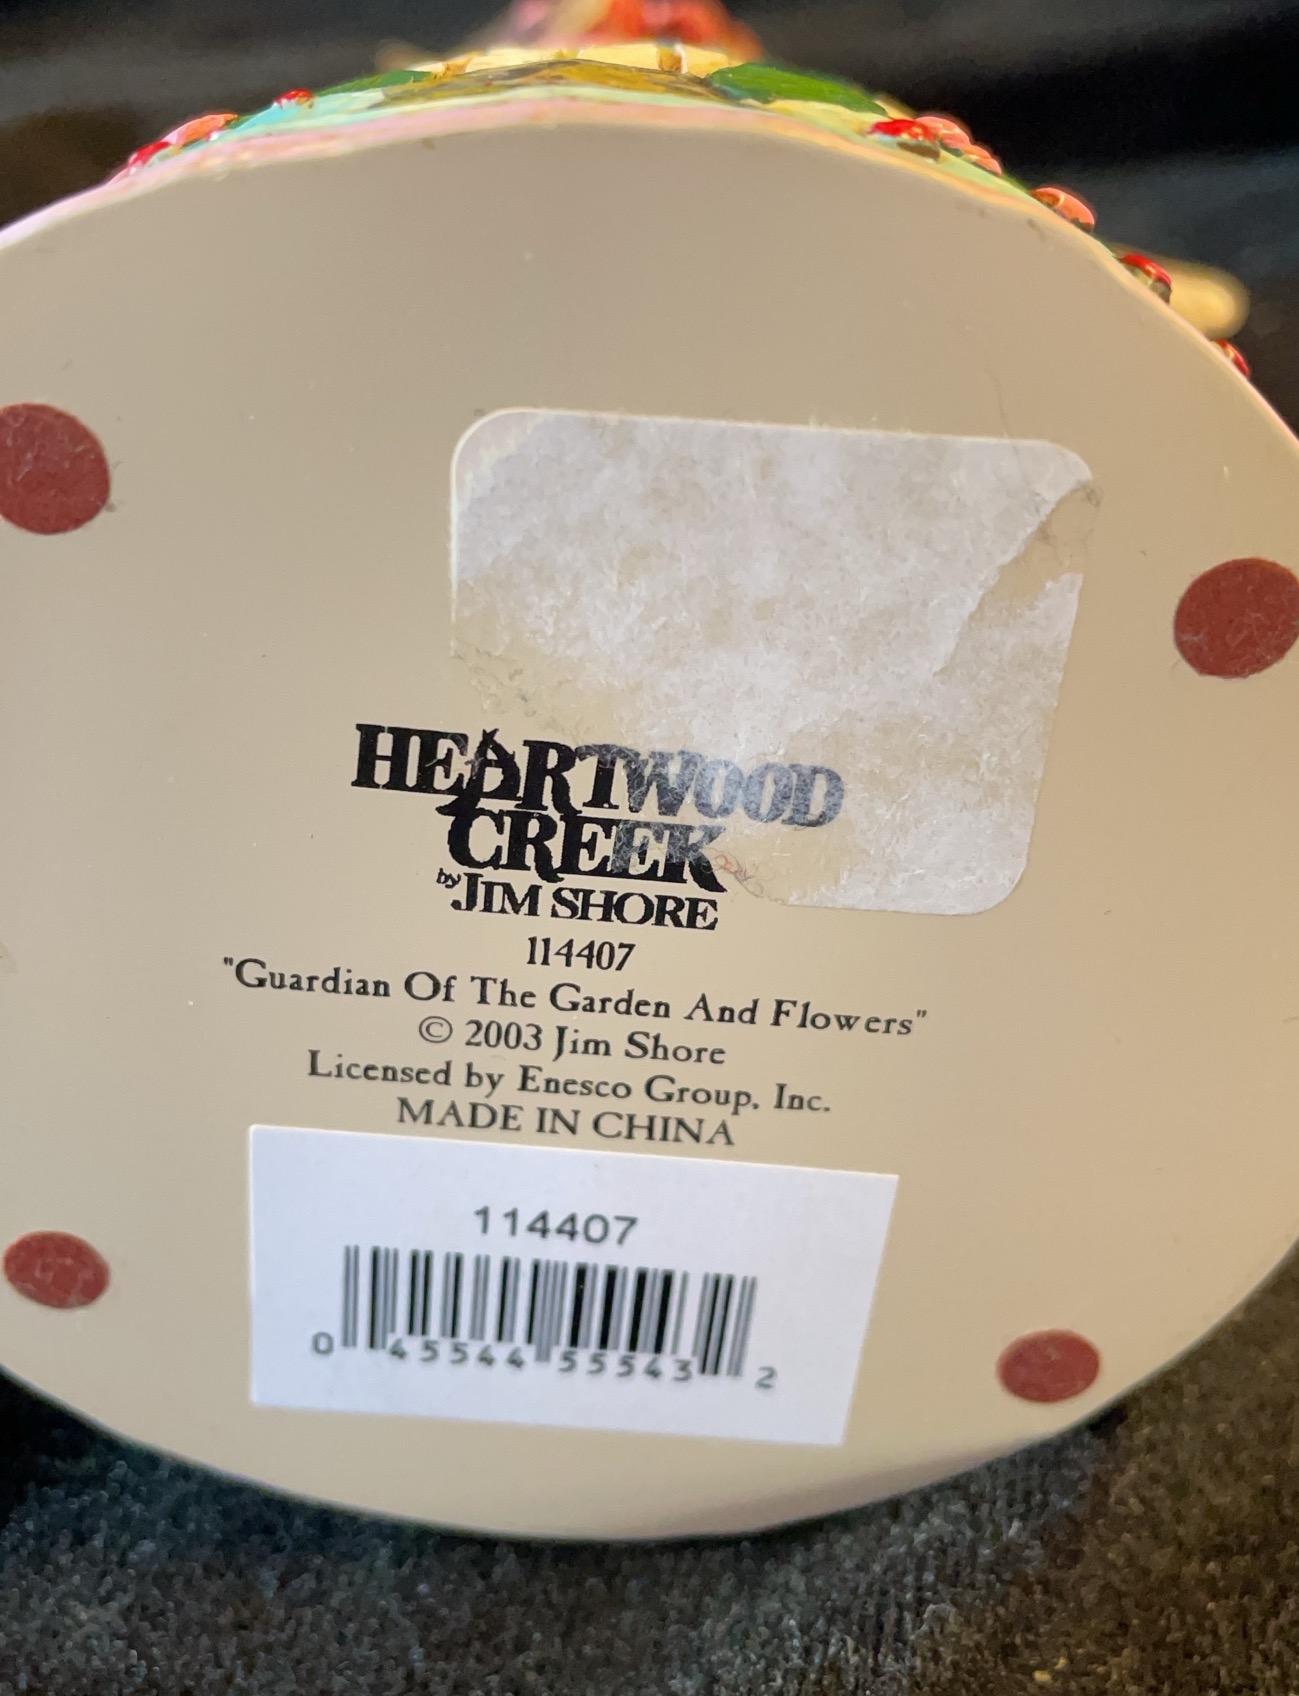 HEARTWOOD
CREEK
by JIM SHORE
114407
"Guardian Of The Garden And Flowers"
© 2003 Jim Shore
Licensed by Enesco Group, Inc.
MADE IN CHINA
114407
0 45544 55543 2